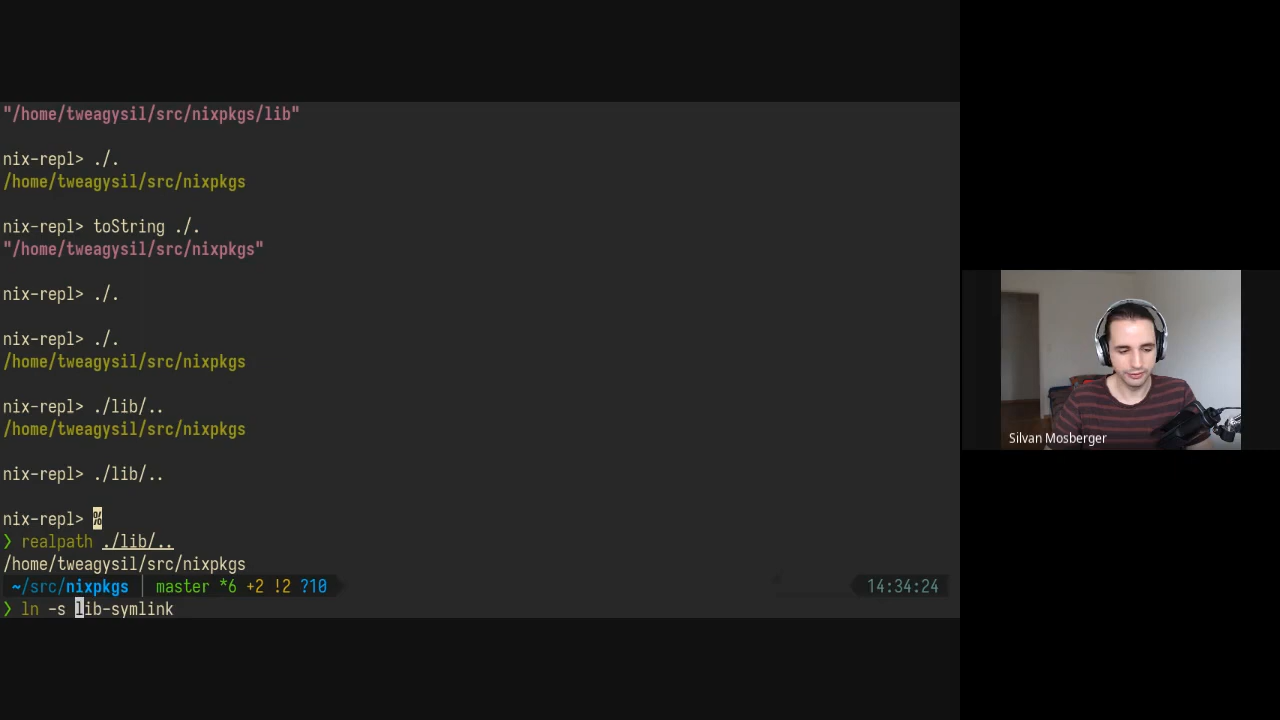 "/home/tweagysil/src/nixpkgs/lib"
nix-repl> ./.
/home/tweagysil/src/nixpkgs
nix-repl> toString ./.
"/home/tweagysil/src/nixpkgs"
nix-repl> ./.
nix-repl> ./.
/home/tweagysil/src/nixpkgs
nix-repl> ./lib/..
/home/tweagysil/src/nixpkgs
nix-repl> ./lib/..
nix-repl> %
❯ realpath ./lib/..
/home/tweagysil/src/nixpkgs
~/src/nixpkgs | master *6 +2 !2 ?10 14:34:24
❯ ln -s lib-symlink
Silvan Mosberger